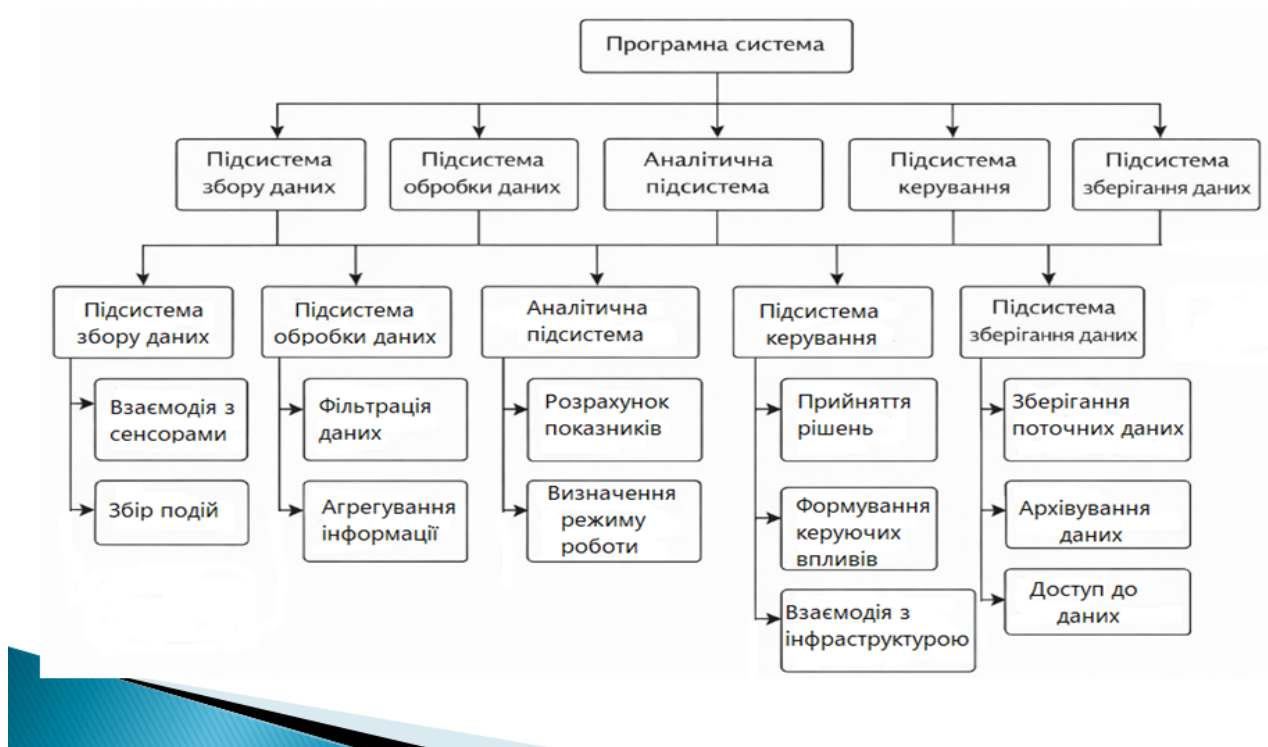 Програмна система
Підсистема
збору даних
Підсистема
обробки даних
Аналітична
підсистема
Підсистема
керування
Підсистема
зберігання даних
Підсистема
збору даних
Взаємодія з
сенсорами
Збір подій
Підсистема
обробки даних
Фільтрація
даних
Агрегування
інформації
Аналітична
підсистема
Розрахунок
показників
Визначення
режиму
роботи
Підсистема
керування
Прийняття
рішень
Формування
керуючих
впливів
Взаємодія з
інфраструктурою
Підсистема
зберігання даних
Зберігання
поточних даних
Архівування
даних
Доступ до
даних